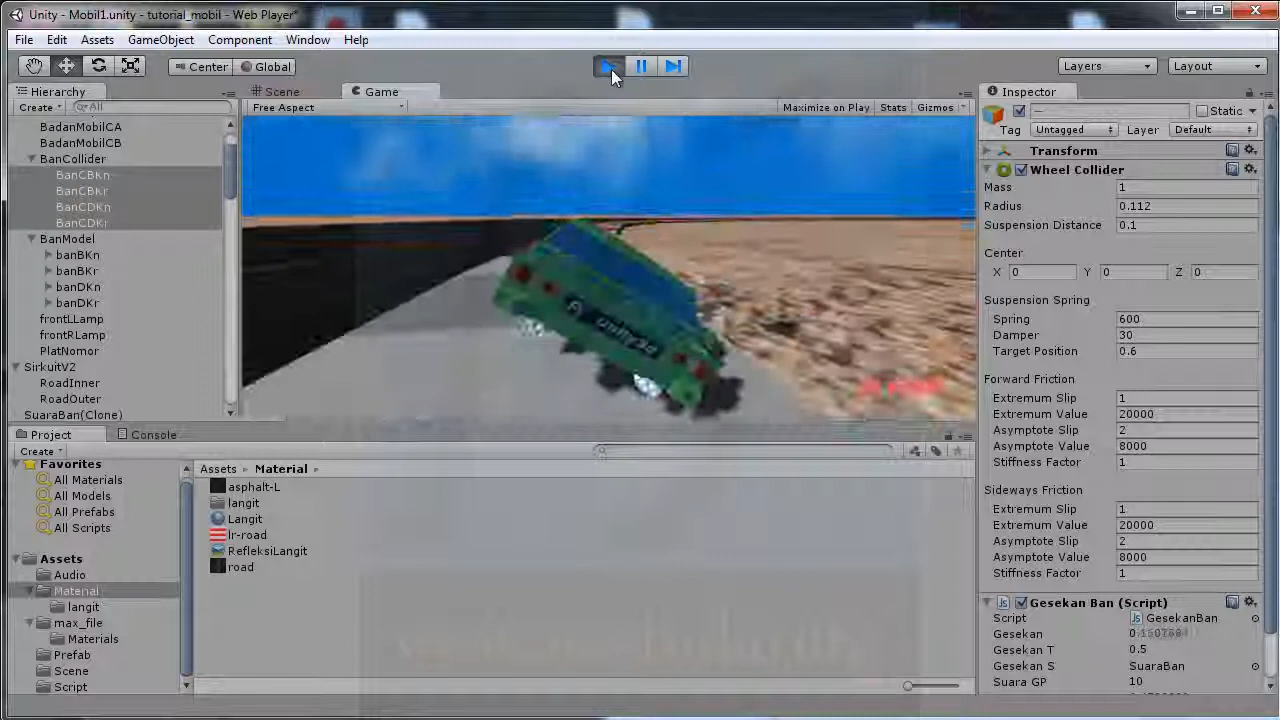 Unity - Mobil1.unity - tutorial_mobil - Web Player*
File Edit Assets GameObject Component Window Help
Center Global Layers Layout
Hierarchy
Create All
BadanMobilCA
BadanMobilCB
BanCollider
BanCBKn
BanCBKr
BanCDKn
BanCDKr
BanModel
banBKn
banBKr
banDKn
banDKr
frontLLamp
frontRLamp
PlatNomor
SirkuitV2
RoadInner
RoadOuter
SuaraBan(Clone)
Scene Game
Free Aspect Maximize on Play Stats Gizmos
unity3D
Inspector
— Static
Tag Untagged Layer Default
Transform
Wheel Collider
Mass 1
Radius 0.112
Suspension Distance 0.1
Center
X 0 Y 0 Z 0
Suspension Spring
Spring 600
Damper 30
Target Position 0.6
Forward Friction
Extremum Slip 1
Extremum Value 20000
Asymptote Slip 2
Asymptote Value 8000
Stiffness Factor 1
Sideways Friction
Extremum Slip 1
Extremum Value 20000
Asymptote Slip 2
Asymptote Value 8000
Stiffness Factor 1
Gesekan Ban (Script)
Script GesekanBan
Gesekan
Gesekan T 0.5
Gesekan S SuaraBan
Suara GP 10
Project Console
Create
Favorites
All Materials
All Models
All Prefabs
All Scripts
Assets
Audio
Material
langit
max_file
Materials
Prefab
Scene
Script
Assets Material
asphalt-L
langit
Langit
lr-road
RefleksiLangit
road